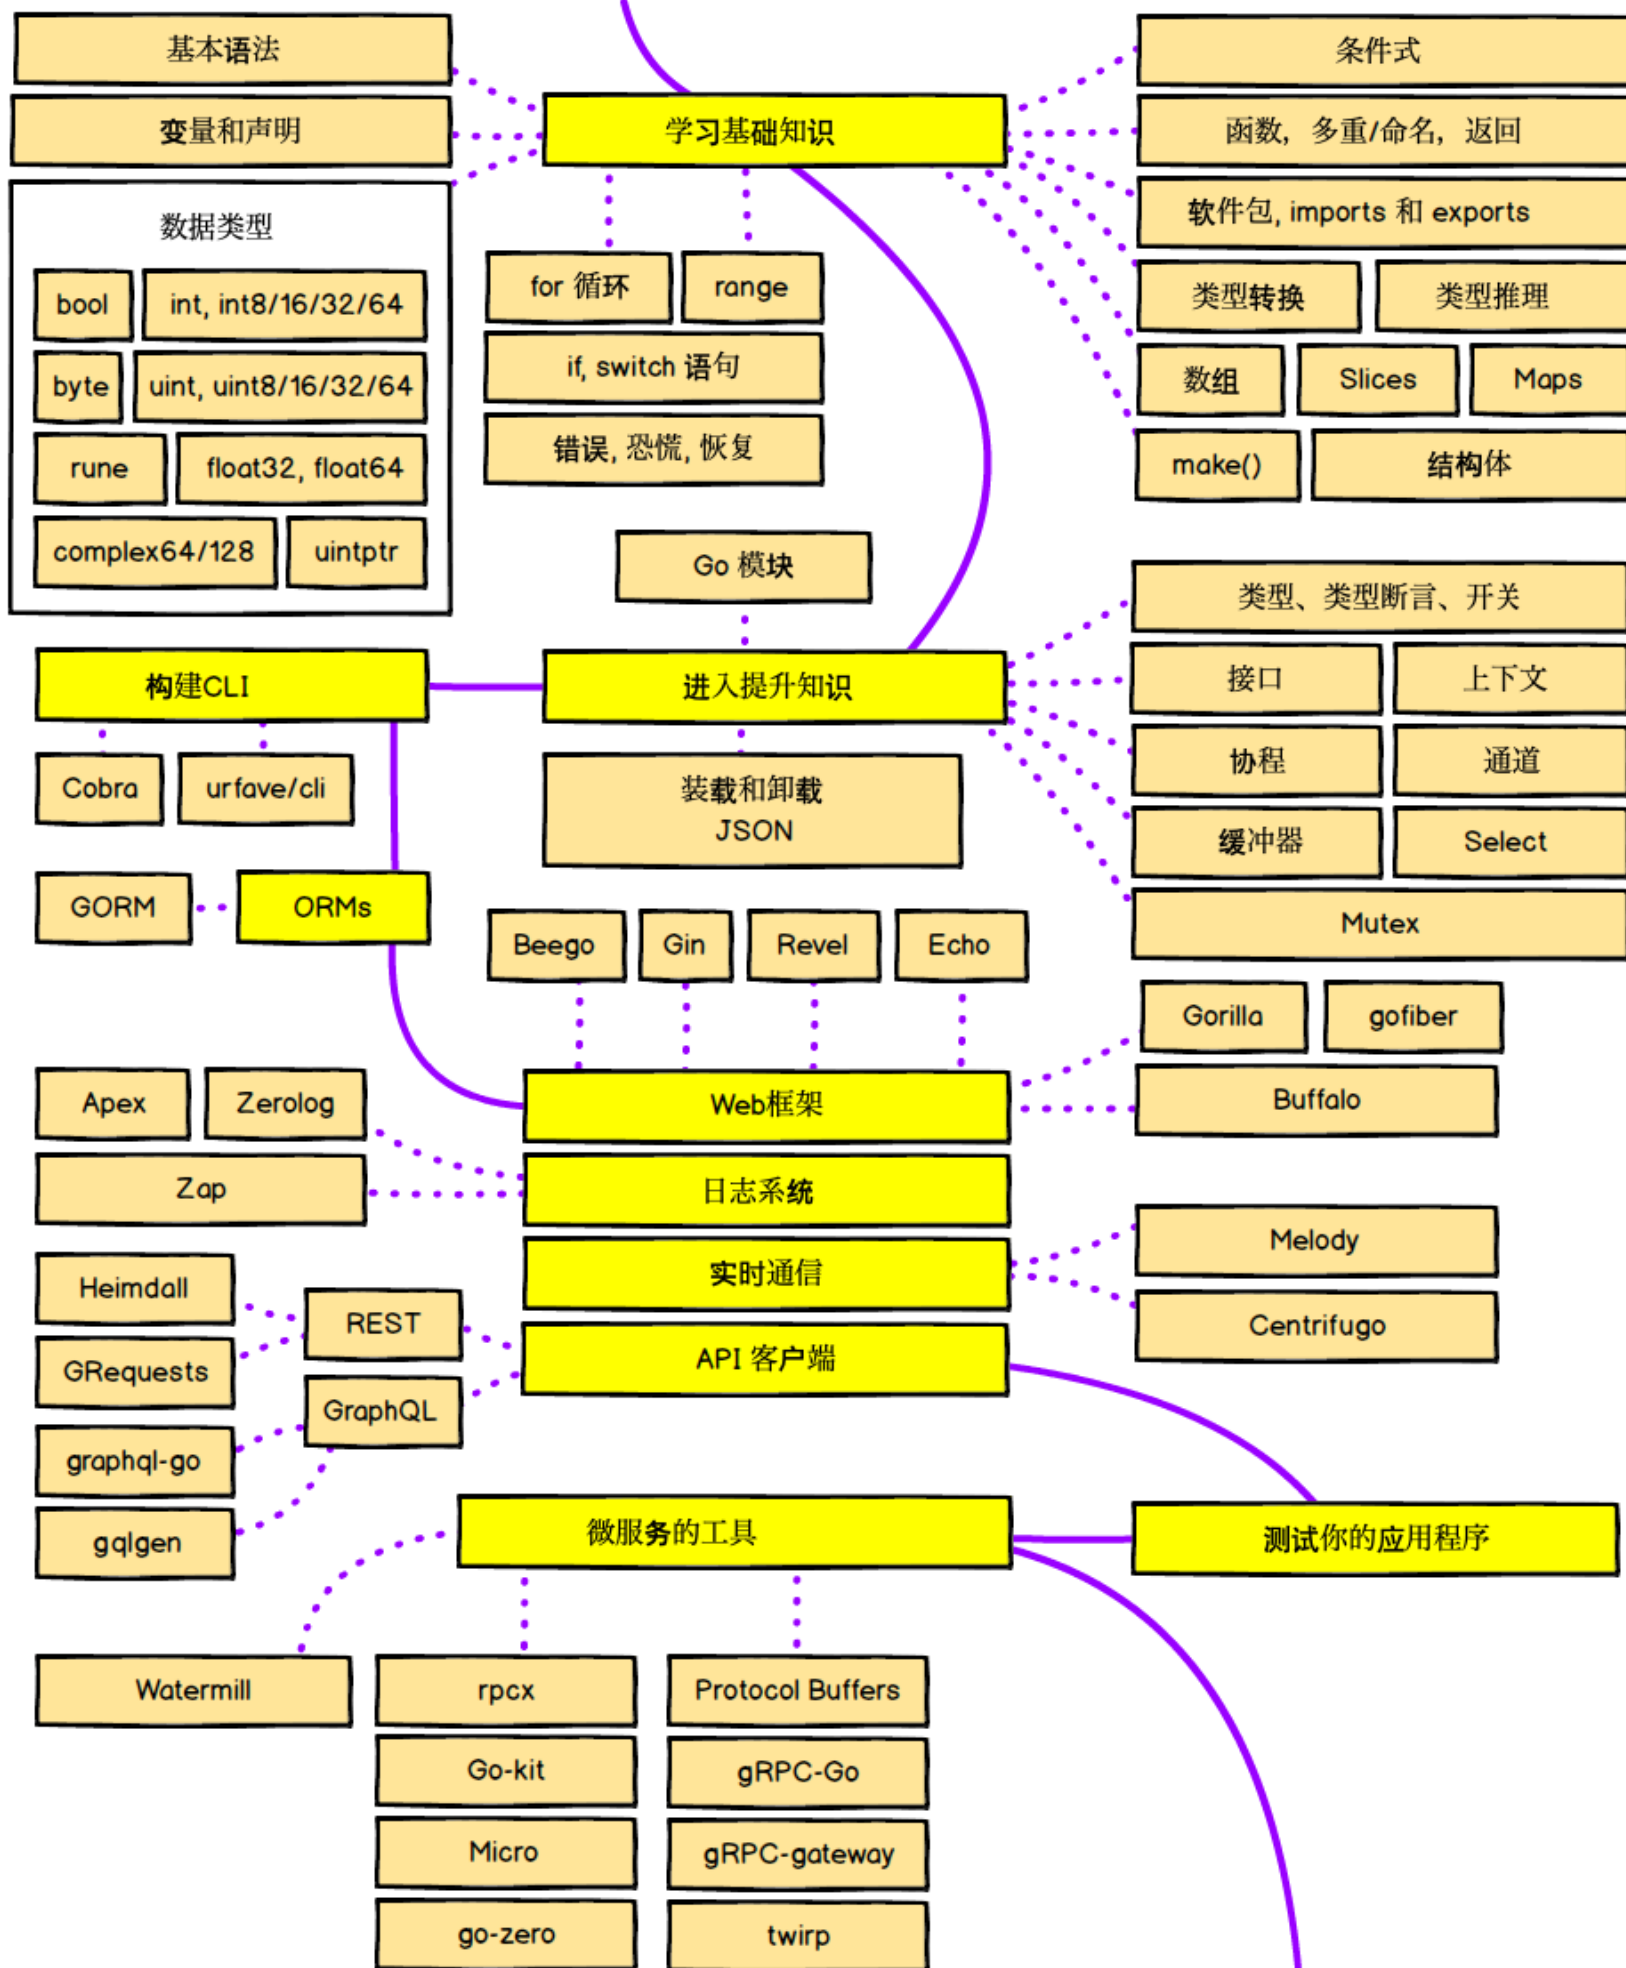 基本语法
变量和声明
数据类型
bool
int, int8/16/32/64
byte
uint, uint8/16/32/64
rune
float32, float64
complex64/128
uintptr
学习基础知识
for 循环
range
if, switch 语句
错误, 恐慌, 恢复
条件式
函数，多重/命名，返回
软件包, imports 和 exports
类型转换
类型推理
数组
Slices
Maps
make()
结构体
Go 模块
进入提升知识
装载和卸载
JSON
类型、类型断言、开关
接口
上下文
协程
通道
缓冲器
Select
Mutex
构建CLI
Cobra
urfave/cli
GORM
ORMs
Beego
Gin
Revel
Echo
Gorilla
gofiber
Buffalo
Web框架
Apex
Zerolog
Zap
日志系统
实时通信
Melody
Centrifugo
API 客户端
Heimdall
REST
GRequests
GraphQL
graphql-go
gqlgen
微服务的工具
测试你的应用程序
Watermill
rpcx
Protocol Buffers
Go-kit
gRPC-Go
Micro
gRPC-gateway
go-zero
twirp